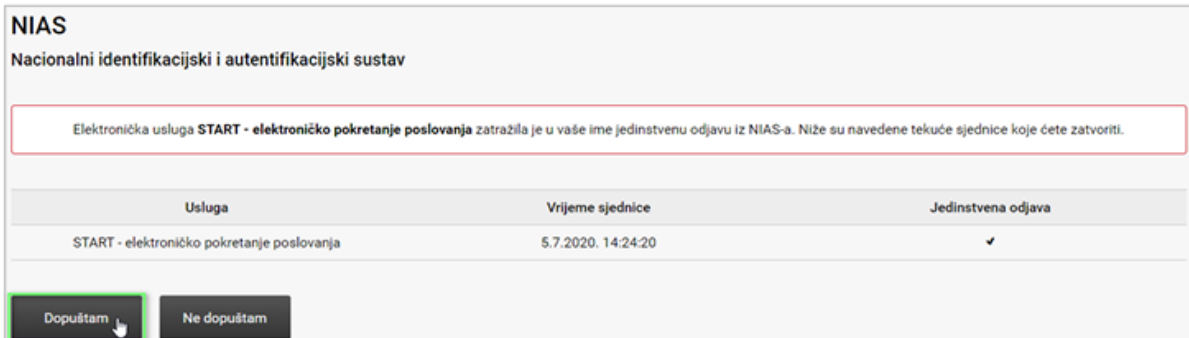 NIAS
Nacionalni identifikacijski i autentifikacijski sustav
Elektronička usluga START - elektroničko pokretanje poslovanja zatražila je u vaše ime jedinstvenu odjavu iz NIAS-a. Niže su navedene tekuće sjednice koje ćete zatvoriti.
Usluga Vrijeme sjednice Jedinstvena odjava
START - elektroničko pokretanje poslovanja 5.7.2020. 14:24:20 ✔
Dopuštam Ne dopuštam